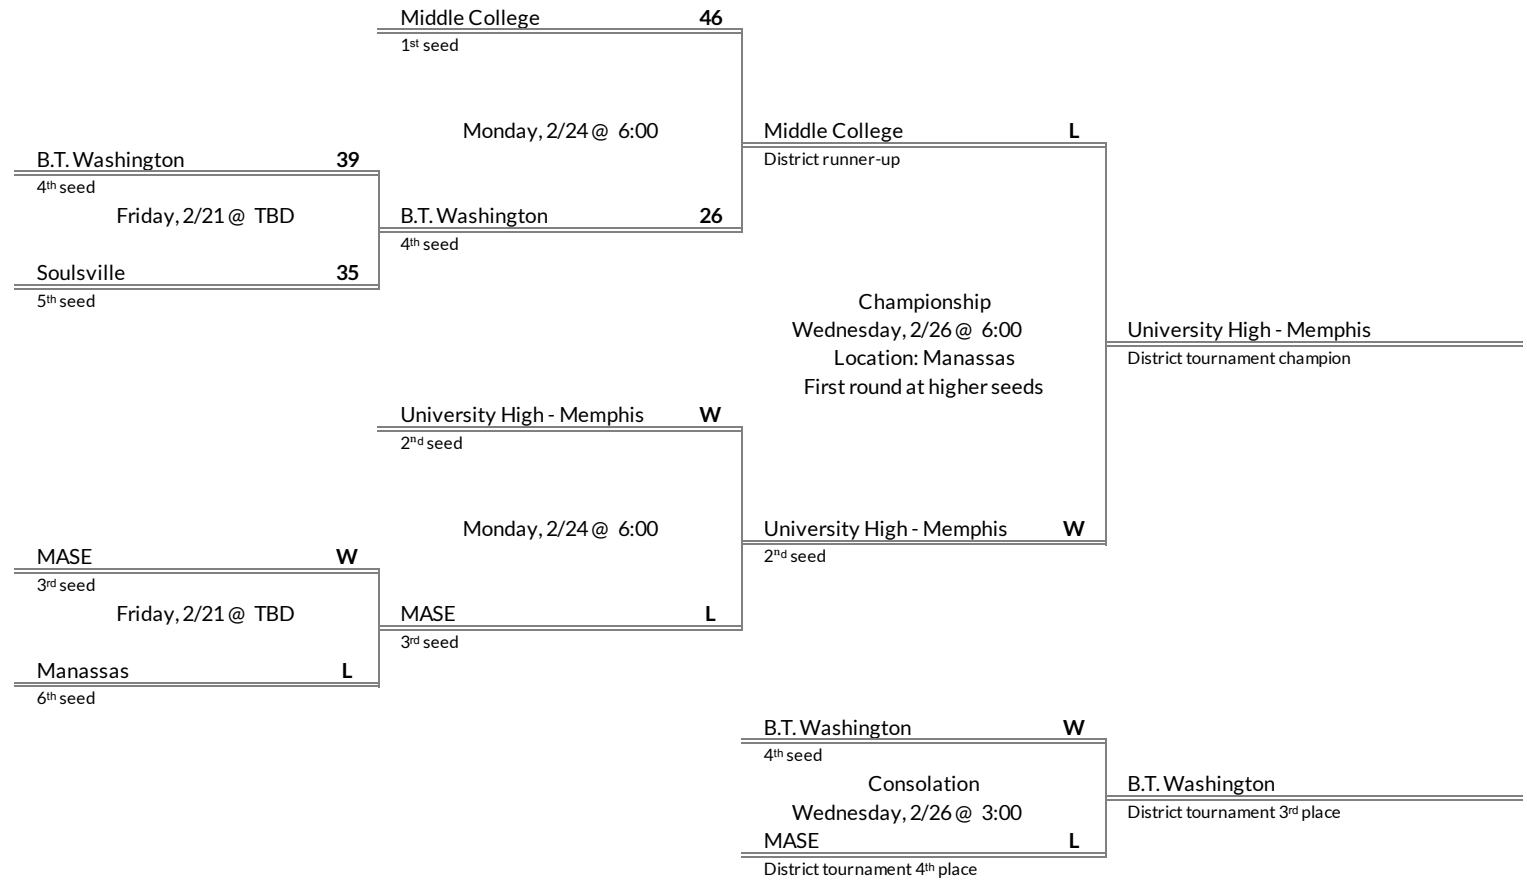 Middle College 46
1st seed
Monday, 2/24 @ 6:00
Middle College L
District runner-up
B.T. Washington 39
4th seed
Friday, 2/21 @ TBD
B.T. Washington 26
4th seed
Soulsville 35
5th seed
Championship
Wednesday, 2/26 @ 6:00
Location: Manassas
First round at higher seeds
University High - Memphis
District tournament champion
University High - Memphis W
2nd seed
Monday, 2/24 @ 6:00
University High - Memphis W
2nd seed
MASE W
3rd seed
Friday, 2/21 @ TBD
MASE L
3rd seed
Manassas L
6th seed
B.T. Washington W
4th seed
Consolation
Wednesday, 2/26 @ 3:00
B.T. Washington
District tournament 3rd place
MASE L
District tournament 4th place